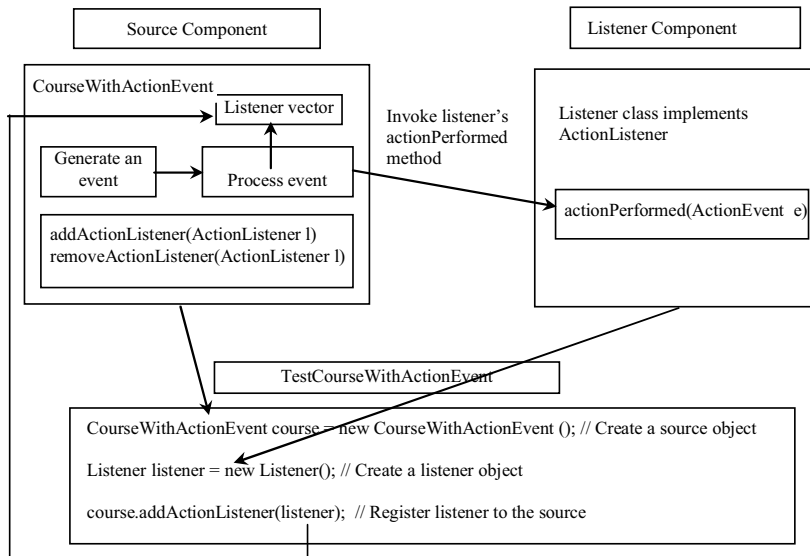 Source Component
Listener Component
CourseWithActionEvent
Listener vector
Generate an
event
Process event
addActionListener(ActionListener l)
removeActionListener(ActionListener l)
Invoke listener's
actionPerformed
method
Listener class implements
ActionListener
actionPerformed(ActionEvent e)
TestCourseWithActionEvent
CourseWithActionEvent course = new CourseWithActionEvent (); // Create a source object
Listener listener = new Listener(); // Create a listener object
course.addActionListener(listener); // Register listener to the source